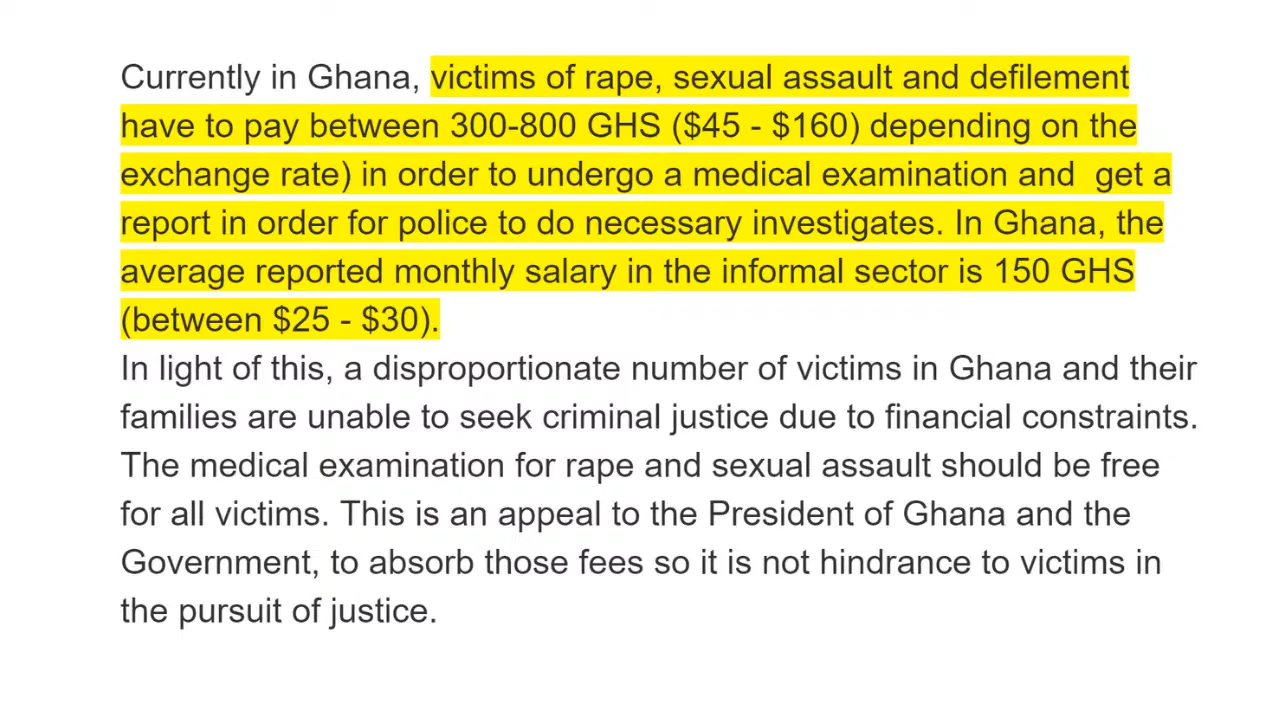 Currently in Ghana, victims of rape, sexual assault and defilement
have to pay between 300-800 GHS ($45 - $160) depending on the
exchange rate) in order to undergo a medical examination and  get a
report in order for police to do necessary investigates. In Ghana, the
average reported monthly salary in the informal sector is 150 GHS
(between $25 - $30).
In light of this, a disproportionate number of victims in Ghana and their
families are unable to seek criminal justice due to financial constraints.
The medical examination for rape and sexual assault should be free
for all victims. This is an appeal to the President of Ghana and the
Government, to absorb those fees so it is not hindrance to victims in
the pursuit of justice.